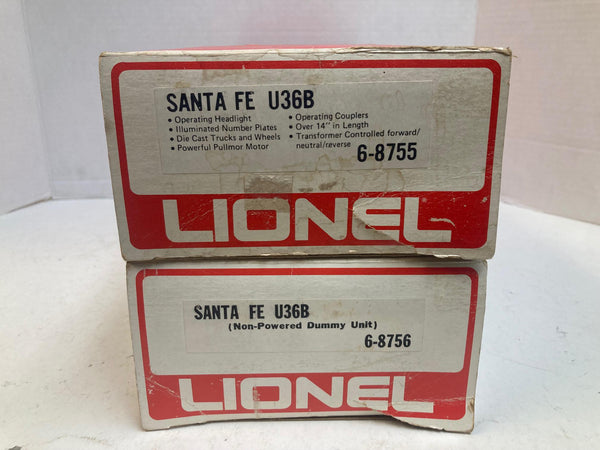 SANTA FE U36B
• Operating Headlight
• Illuminated Number Plates
• Die Cast Trucks and Wheels
• Powerful Pullmor Motor
• Operating Couplers
• Over 14" in Length
• Transformer Controlled forward/
neutral/reverse
6-8755
LIONEL
SANTA FE U36B
(Non-Powered Dummy Unit)
6-8756
LIONEL